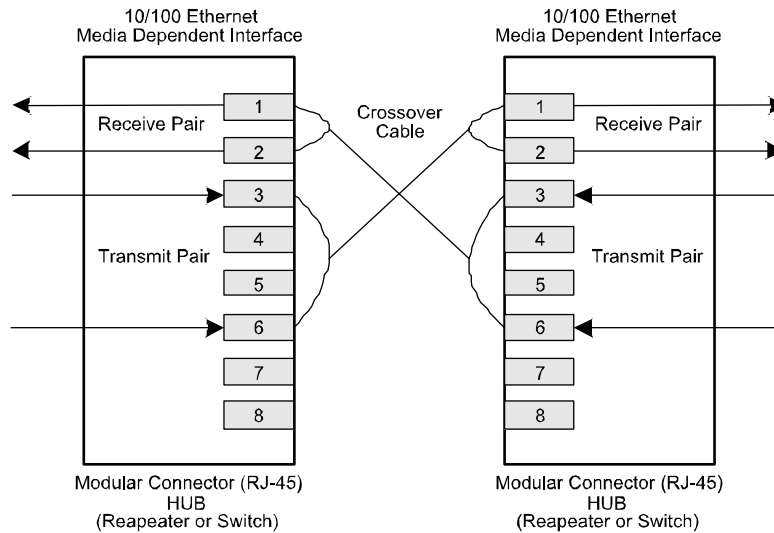 10/100 Ethernet
Media Dependent Interface
10/100 Ethernet
Media Dependent Interface
1
Receive Pair
2
3
4
Transmit Pair
5
6
7
8
Crossover
Cable
1
Receive Pair
2
3
4
Transmit Pair
5
6
7
8
Modular Connector (RJ-45)
HUB
(Reapeater or Switch)
Modular Connector (RJ-45)
HUB
(Reapeater or Switch)